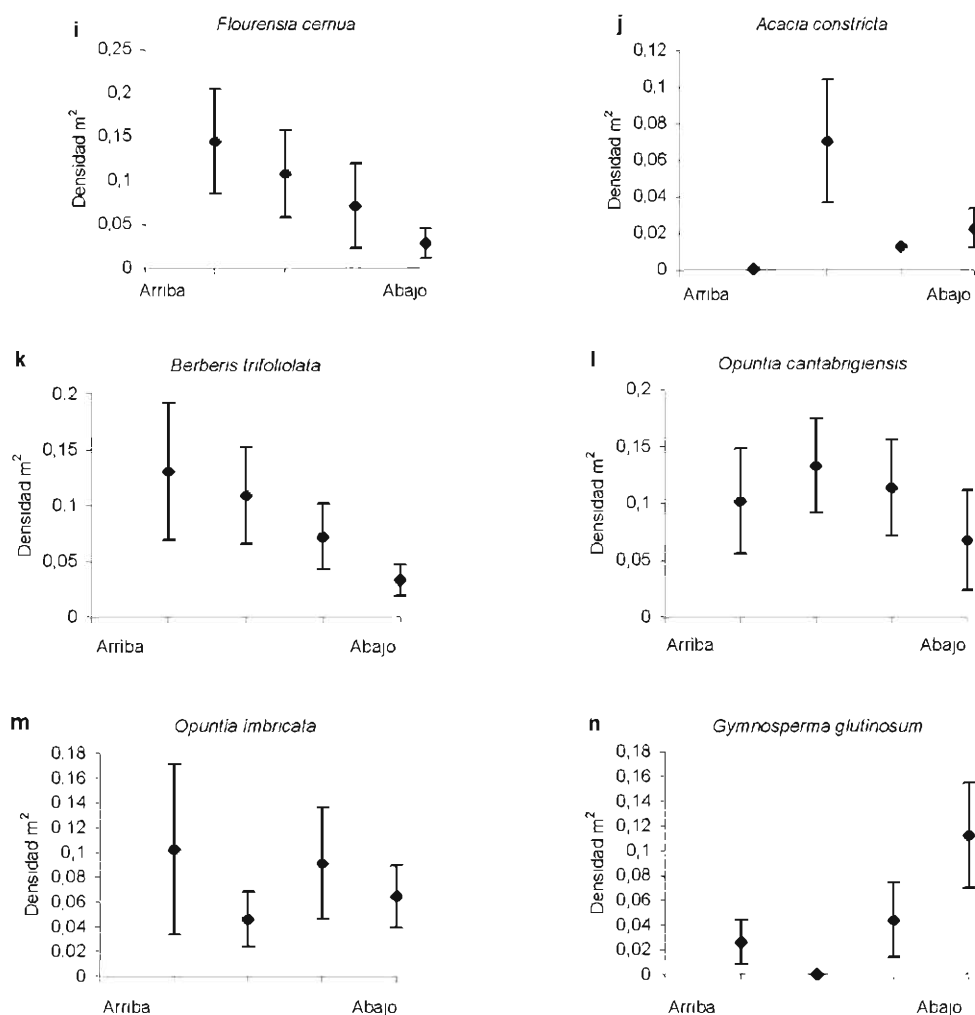 i
Flourensia cernua
Densidad m²
0,25
0,2
0,15
0,1
0,05
0
Arriba Abajo
j
Acacia constricta
Densidad m²
0,12
0,1
0,08
0,06
0,04
0,02
0
Arriba Abajo
k
Berberis trifoliolata
Densidad m²
0,2
0,15
0,1
0,05
0
Arriba Abajo
l
Opuntia cantabrigiensis
Densidad m²
0,2
0,15
0,1
0,05
0
Arriba Abajo
m
Opuntia imbricata
Densidad m²
0.18
0,16
0,14
0,12
0,1
0,08
0,06
0,04
0,02
0
Arriba Abajo
n
Gymnosperma glutinosum
Densidad m²
0,18
0,16
0,14
0,12
0,1
0,08
0,06
0,04
0,02
0
Arriba Abajo